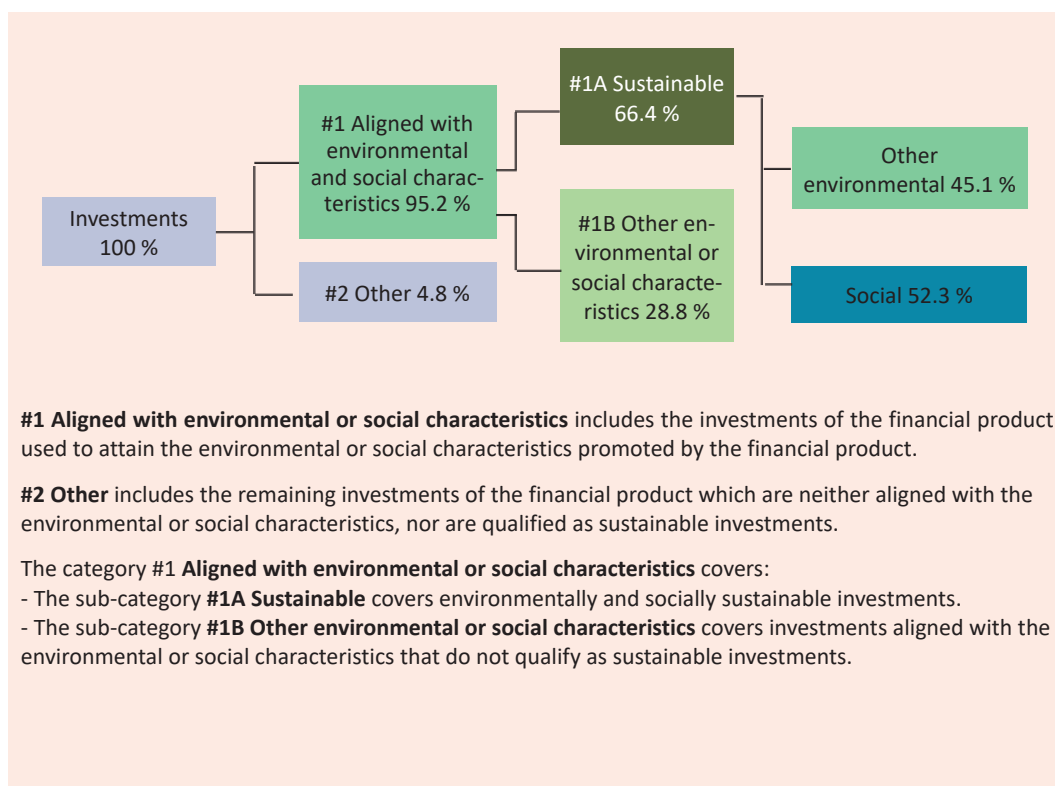 Investments
100 %
#1 Aligned with
environmental
and social charac-
teristics 95.2 %
#2 Other 4.8 %
#1A Sustainable
66.4 %
#1B Other en-
vironmental or
social characte-
ristics 28.8 %
Other
environmental 45.1 %
Social 52.3 %
#1 Aligned with environmental or social characteristics includes the investments of the financial product
used to attain the environmental or social characteristics promoted by the financial product.
#2 Other includes the remaining investments of the financial product which are neither aligned with the
environmental or social characteristics, nor are qualified as sustainable investments.
The category #1 Aligned with environmental or social characteristics covers:
- The sub-category #1A Sustainable covers environmentally and socially sustainable investments.
- The sub-category #1B Other environmental or social characteristics covers investments aligned with the
environmental or social characteristics that do not qualify as sustainable investments.